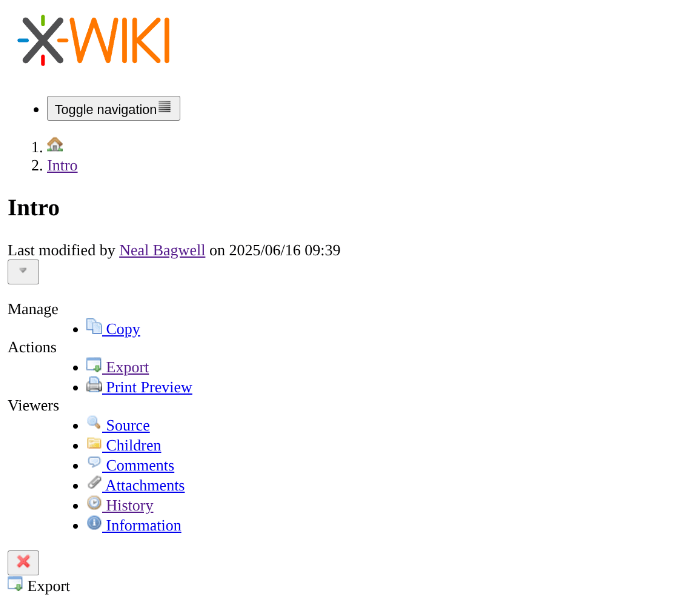 XWIKI
Toggle navigation
1.
2. Intro
Intro
Last modified by Neal Bagwell on 2025/06/16 09:39
Manage
Copy
Actions
Export
Print Preview
Viewers
Source
Children
Comments
Attachments
History
Information
Export